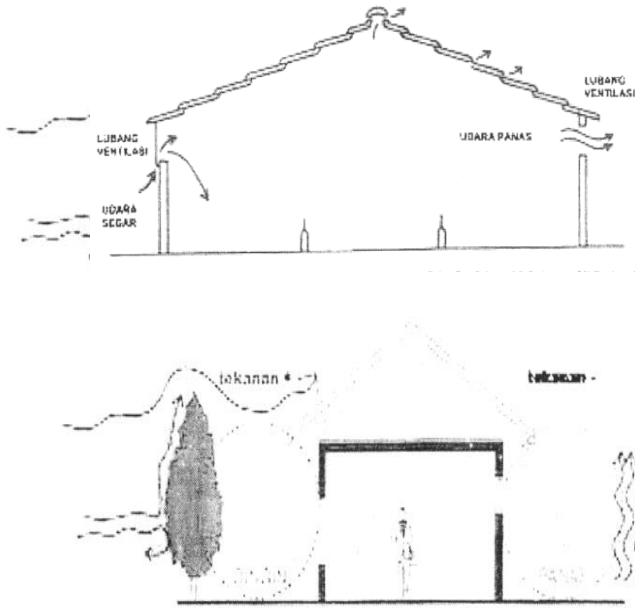 LUBANG
VENTILASI
LUBANG
VENTILASI
UDARA PANAS
UDARA
SEGAR
tekanan +
tekanan -